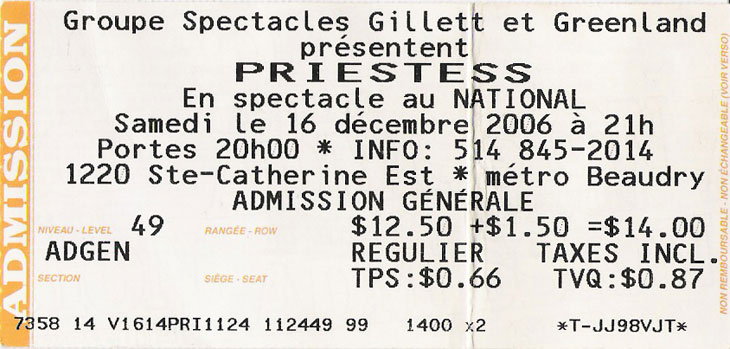 ADMISSION
Groupe Spectacles Gillett et Greenland
présentent
PRIESTESS
En spectacle au NATIONAL
Samedi le 16 décembre 2006 à 21h
Portes 20h00 * INFO: 514 845-2014
1220 Ste-Catherine Est * métro Beaudry
ADMISSION GÉNÉRALE
NIVEAU - LEVEL 49 RANGÉE - ROW $12.50 +$1.50 =$14.00
ADGEN REGULIER TAXES INCL.
SECTION SIÈGE - SEAT TPS:$0.66 TVQ:$0.87
7358 14 V1614PRI1124 112449 99 1400 x2 *T-JJ98VJT*
NON REMBOURSABLE - NON ÉCHANGEABLE (VOIR VERSO)